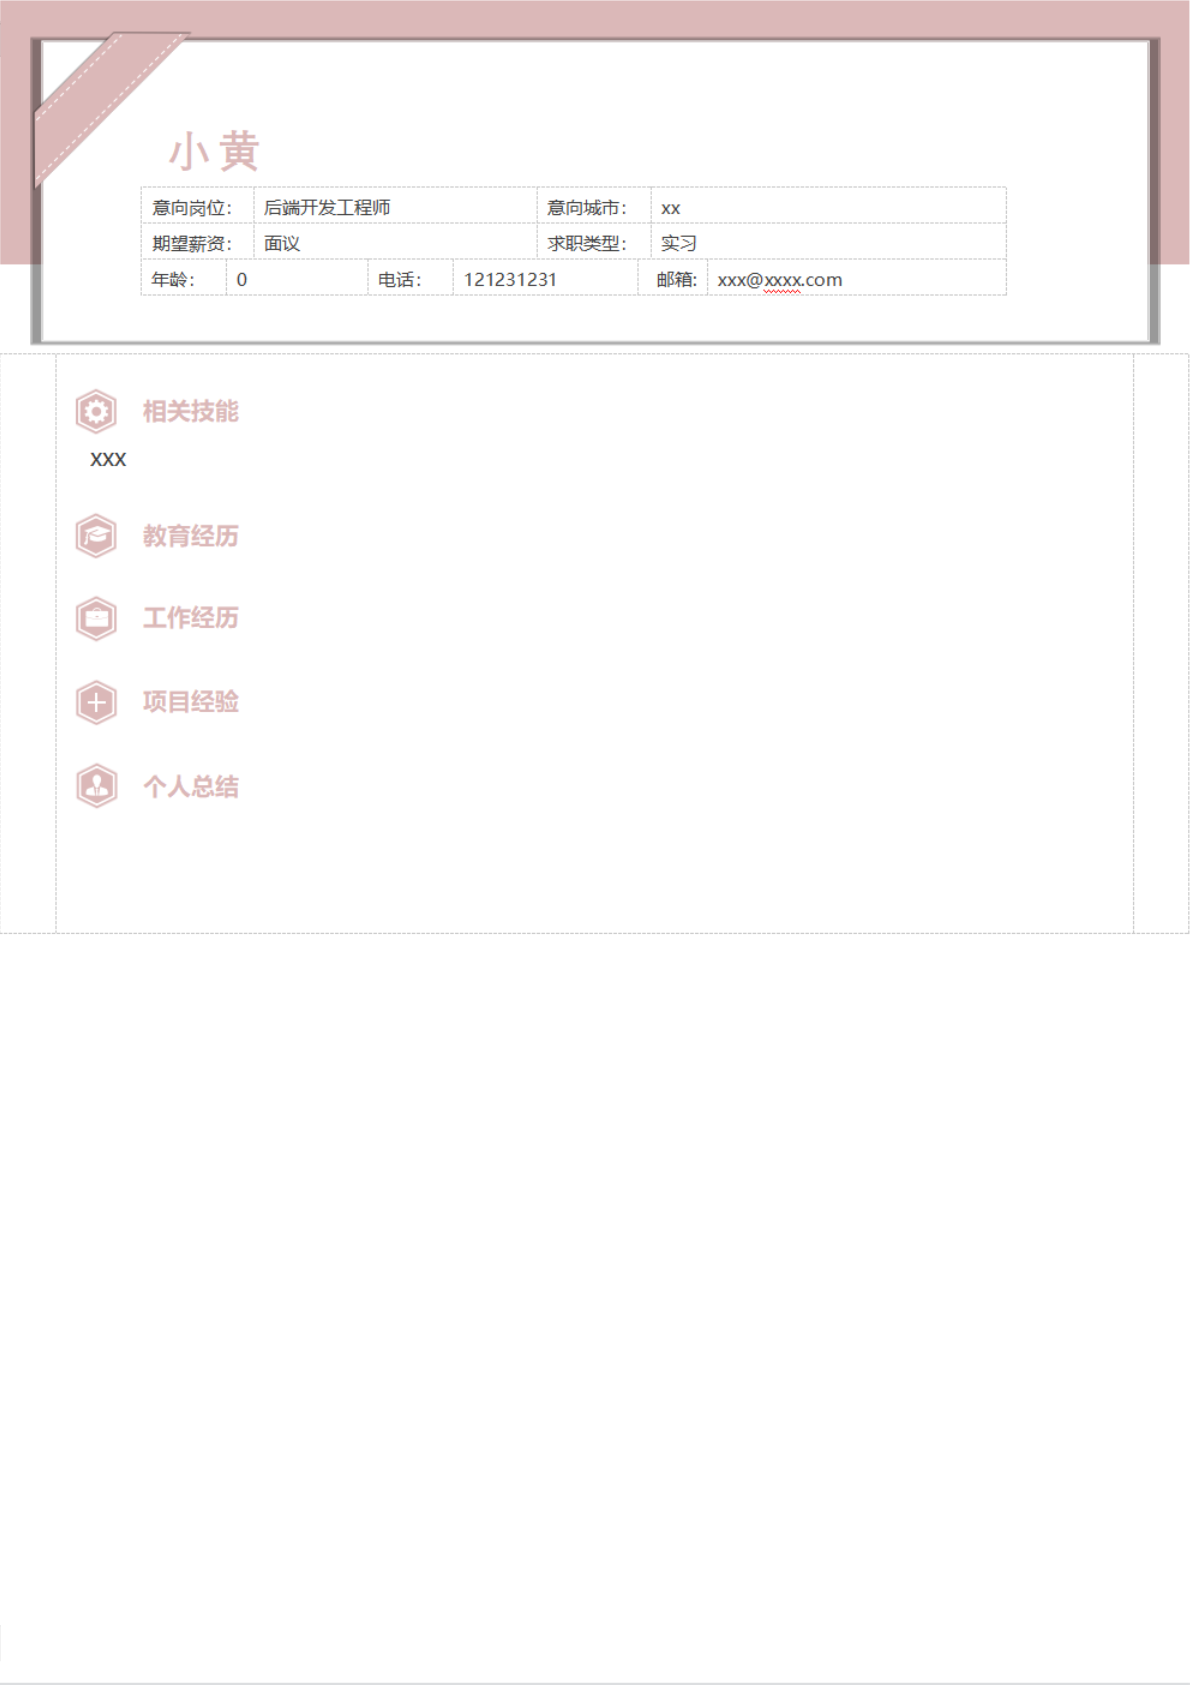 小 黄
意向岗位： 后端开发工程师 意向城市： xx
期望薪资： 面议 求职类型： 实习
年龄： 0 电话： 121231231 邮箱: xxx@xxxx.com
相关技能
XXX
教育经历
工作经历
项目经验
个人总结